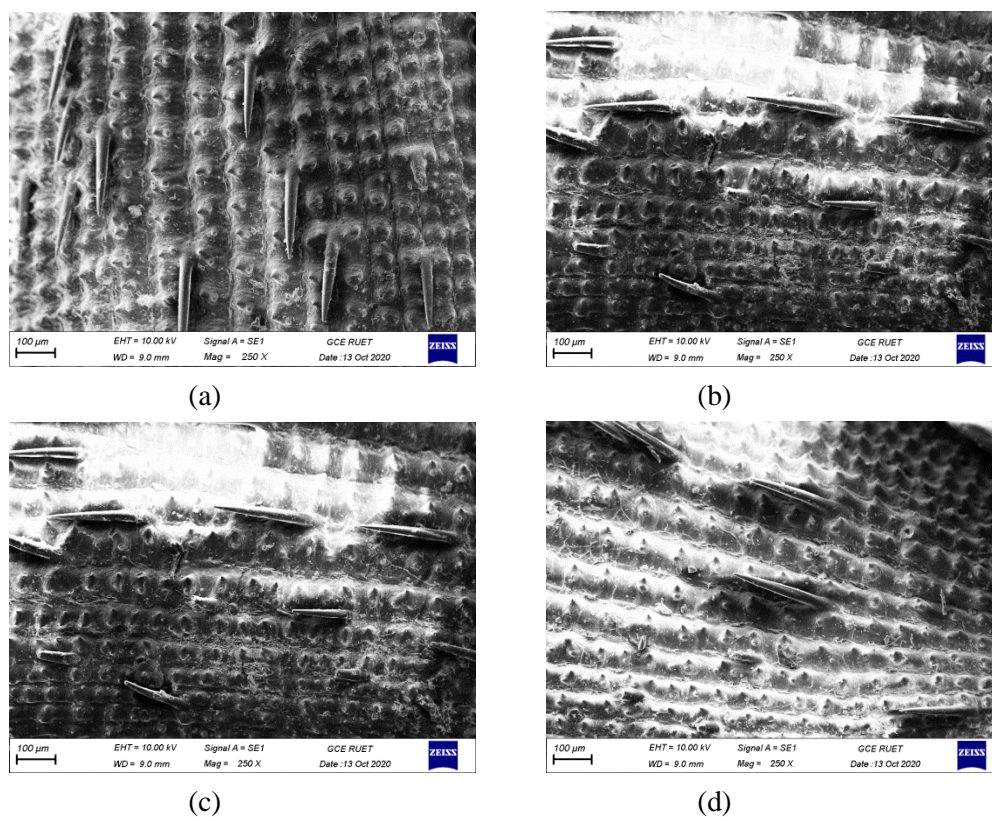 100 µm EHT = 10.00 kV Signal A = SE1 GCE RUET ZEISS
WD = 9.0 mm Mag = 250 X Date :13 Oct 2020
100 µm EHT = 10.00 kV Signal A = SE1 GCE RUET ZEISS
WD = 9.0 mm Mag = 250 X Date :13 Oct 2020
(a)
(b)
100 µm EHT = 10.00 kV Signal A = SE1 GCE RUET ZEISS
WD = 9.0 mm Mag = 250 X Date :13 Oct 2020
100 µm EHT = 10.00 kV Signal A = SE1 GCE RUET ZEISS
WD = 9.0 mm Mag = 250 X Date :13 Oct 2020
(c)
(d)